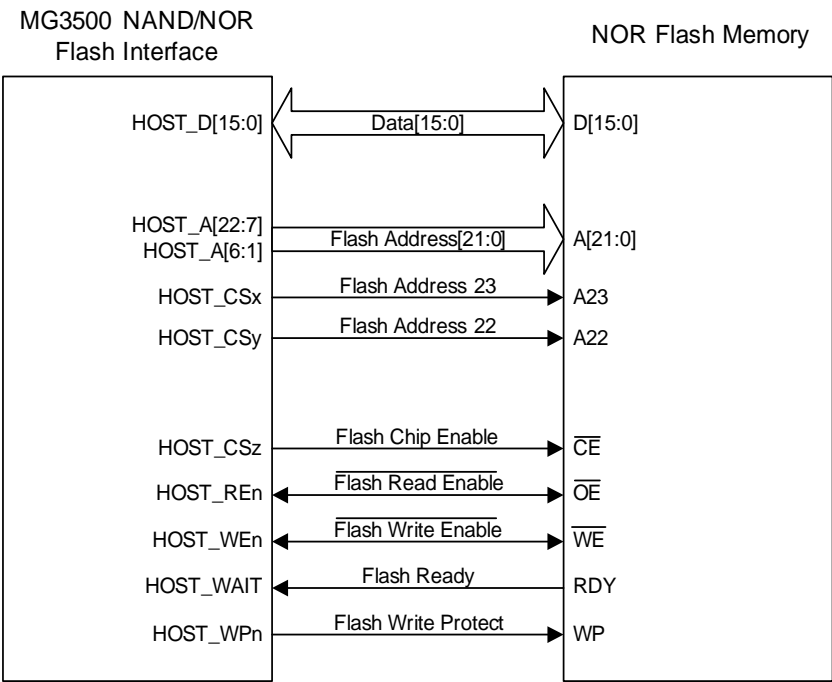 MG3500 NAND/NOR
Flash Interface
NOR Flash Memory
HOST_D[15:0]
Data[15:0]
D[15:0]
HOST_A[22:7]
HOST_A[6:1]
Flash Address[21:0]
A[21:0]
HOST_CSx
Flash Address 23
A23
HOST_CSy
Flash Address 22
A22
HOST_CSz
Flash Chip Enable
CE
HOST_REn
Flash Read Enable
OE
HOST_WEn
Flash Write Enable
WE
HOST_WAIT
Flash Ready
RDY
HOST_WPn
Flash Write Protect
WP